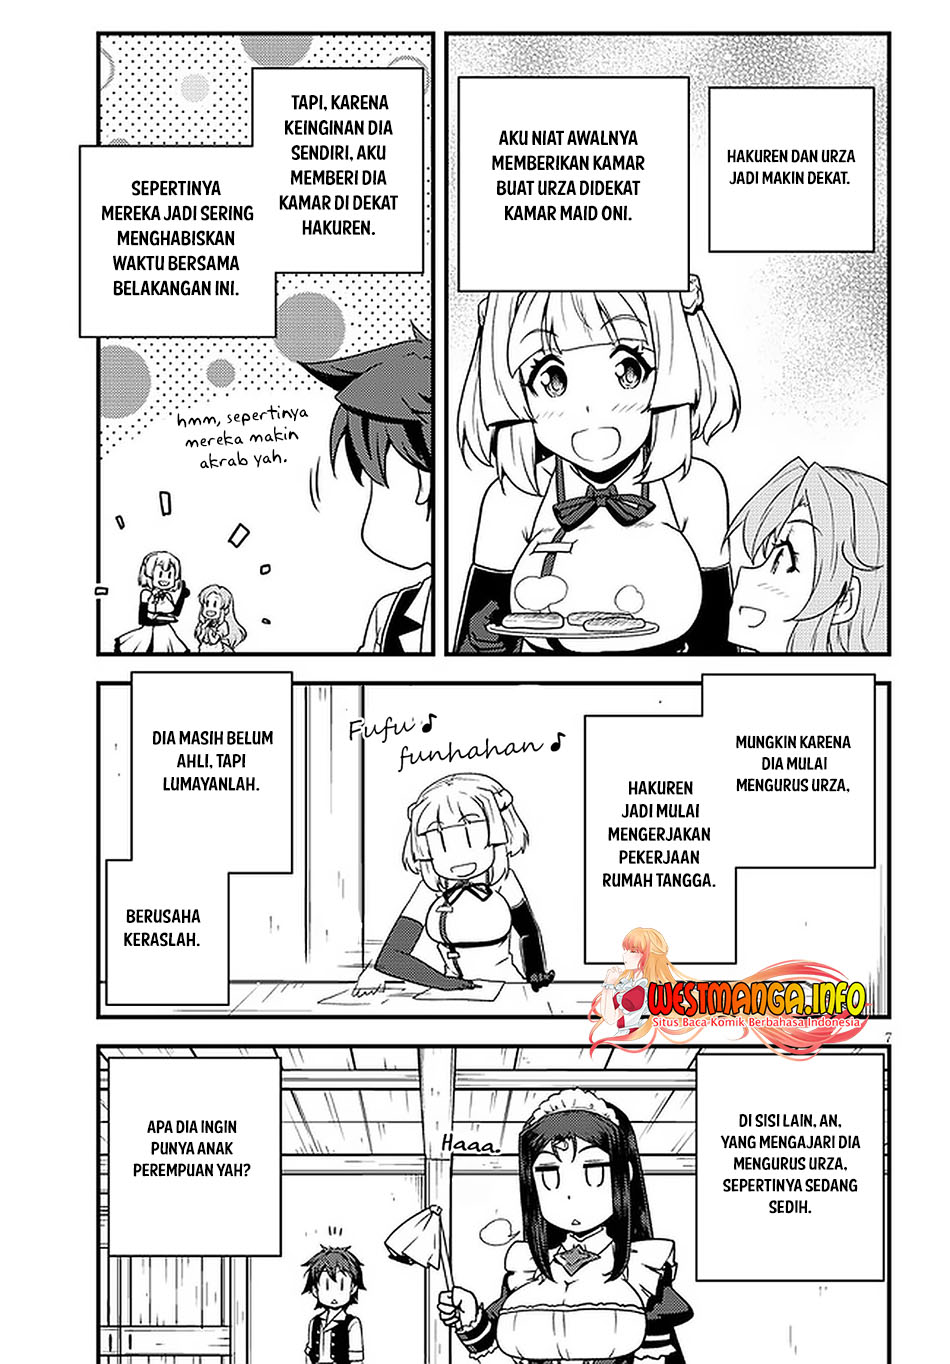 HAKUREN DAN URZA
JADI MAKIN DEKAT.
AKU NIAT AWALNYA
MEMBERIKAN KAMAR
BUAT URZA DIDEKAT
KAMAR MAID ONI.
TAPI, KARENA
KEINGINAN DIA
SENDIRI, AKU
MEMBERI DIA
KAMAR DI DEKAT
HAKUREN.
SEPERTINYA
MEREKA JADI SERING
MENGHABISKAN
WAKTU BERSAMA
BELAKANGAN INI.
hmm, sepertinya
mereka makin
akrab yah.
MUNGKIN KARENA
DIA MULAI
MENGURUS URZA,
HAKUREN
JADI MULAI
MENGERJAKAN
PEKERJAAN
RUMAH TANGGA.
Fufu♪
funhahan♪
DIA MASIH BELUM
AHLI, TAPI
LUMAYANLAH.
BERUSAHA
KERASLAH.
WESTMANGA.INFO
Situs Baca Komik Berbahasa Indonesia
7
DI SISI LAIN, AN,
YANG MENGAJARI DIA
MENGURUS URZA,
SEPERTINYA SEDANG
SEDIH.
Haaa.
APA DIA INGIN
PUNYA ANAK
PEREMPUAN YAH?